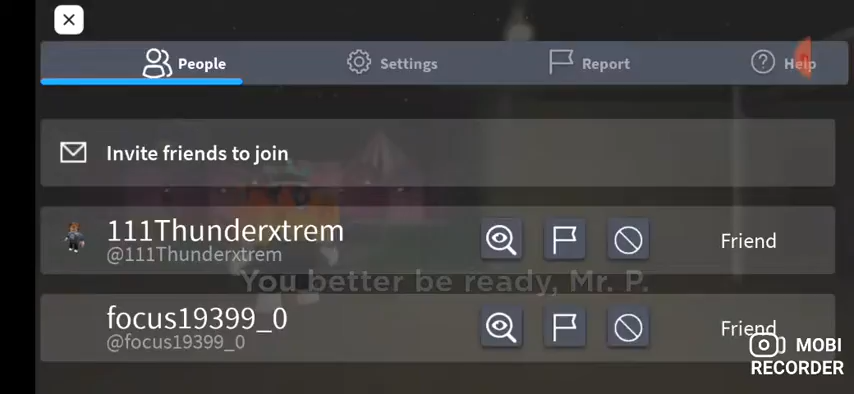 People
Settings
Report
Help
Invite friends to join
111Thunderxtrem
@111Thunderxtrem
Friend
You better be ready, Mr. P.
focus19399_0
@focus19399_0
Friend
MOBI
RECORDER